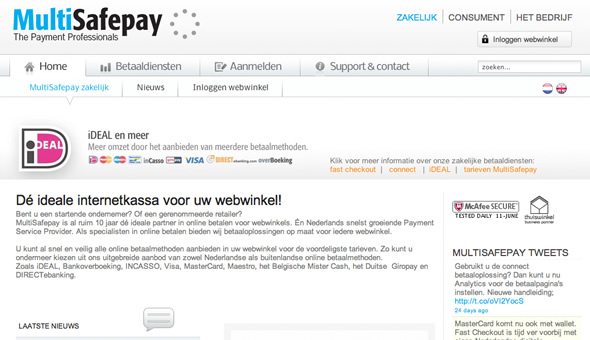 MultiSafepay
The Payment Professionals
ZAKELIJK | CONSUMENT | HET BEDRIJF
Inloggen webwinkel
Home
Betaaldiensten
Aanmelden
Support & contact
zoeken...
MultiSafepay zakelijk
Nieuws
Inloggen webwinkel
iDEAL
iDEAL en meer
Meer omzet door het aanbieden van meerdere betaalmethoden.
inCasso VISA DIRECTebanking.com overBoeking
Klik voor meer informatie over onze zakelijke betaaldiensten:
fast checkout | connect | iDEAL | tarieven MultiSafepay
Dé ideale internetkassa voor uw webwinkel!
Bent u een startende ondernemer? Of een gerenommeerde retailer?
MultiSafepay is al ruim 10 jaar dé ideale partner in online betalen voor webwinkels. Én Nederlands snelst groeiende Payment
Service Provider. Als specialisten in online betalen bieden wij betaaloplossingen op maat voor iedere webwinkel.
U kunt al snel en veilig alle online betaalmethoden aanbieden in uw webwinkel voor de voordeligste tarieven. Zo kunt u
ondermeer kiezen uit ons uitgebreide aanbod van zowel Nederlandse als buitenlandse online betaalmethoden.
Zoals iDEAL, Bankoverboeking, INCASSO, Visa, MasterCard, Maestro, het Belgische Mister Cash, het Duitse Giropay en
DIRECTebanking.
LAATSTE NIEUWS
McAfee SECURE
TESTED DAILY 11-JUNE
thuiswinkel
business partner
MULTISAFEPAY TWEETS
Gebruikt u de connect
betaaloplossing? Dan kunt nu
Analytics voor de betaalpagina's
instellen. Nieuwe handleiding;
http://t.co/oVI2YocS
24 days ago
MasterCard komt nu ook met wallet.
Fast Checkout is tijd ver voorbij met